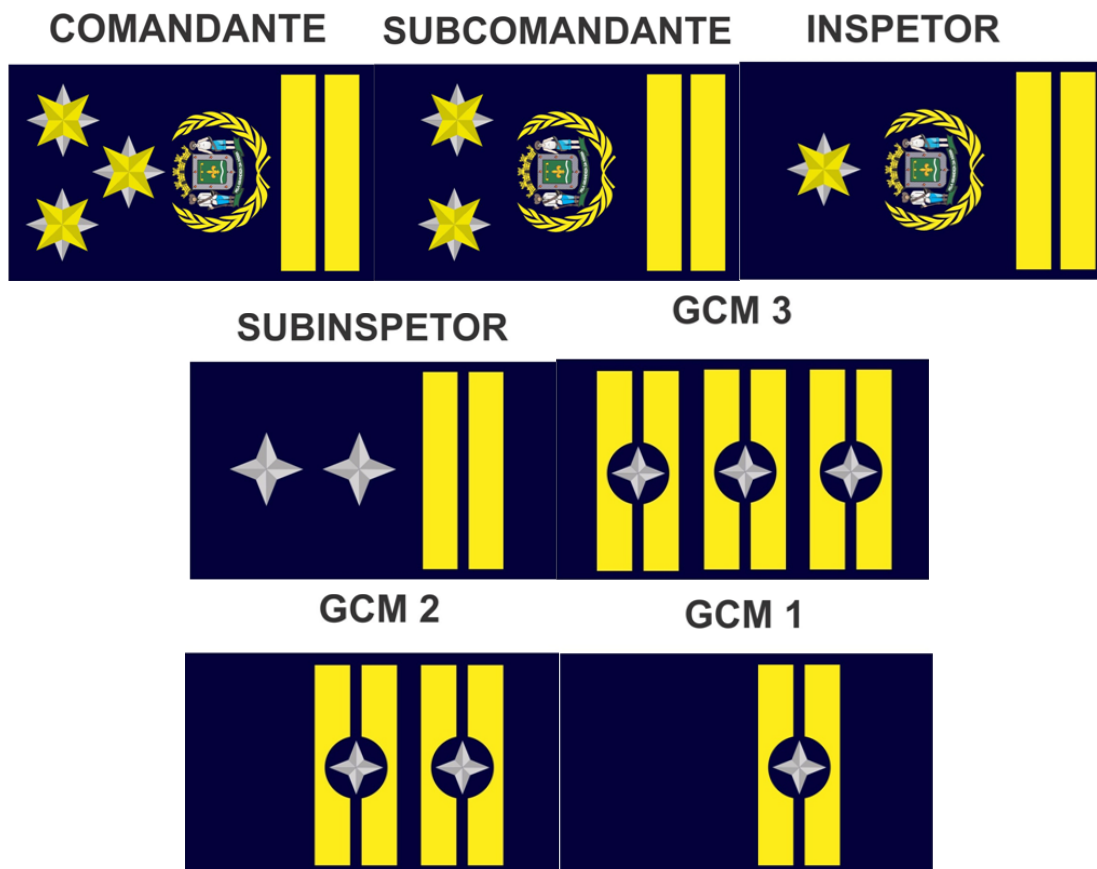 COMANDANTE
SUBCOMANDANTE
INSPETOR
SUBINSPETOR
GCM 3
GCM 2
GCM 1